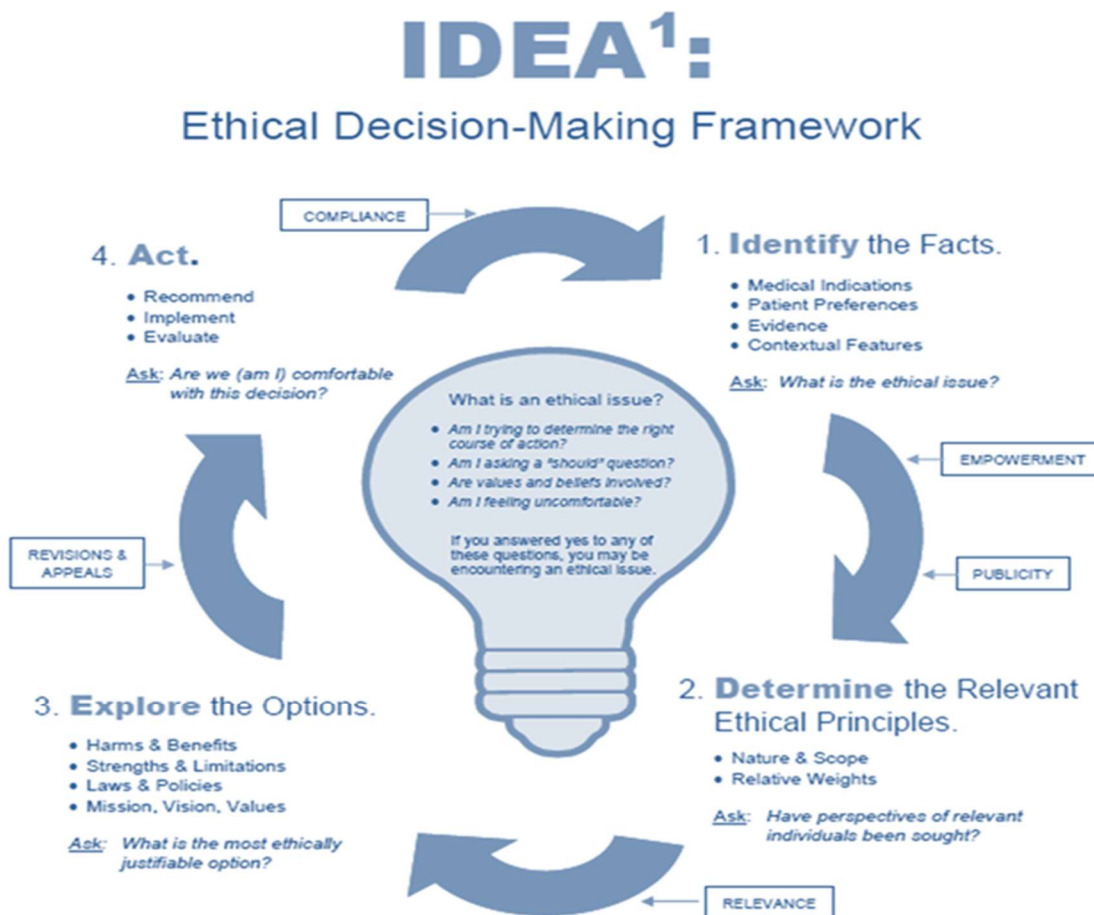 IDEA¹:
Ethical Decision-Making Framework
COMPLIANCE
4. Act.
• Recommend
• Implement
• Evaluate
Ask: Are we (am I) comfortable
with this decision?
1. Identify the Facts.
• Medical Indications
• Patient Preferences
• Evidence
• Contextual Features
Ask: What is the ethical issue?
What is an ethical issue?
• Am I trying to determine the right
course of action?
• Am I asking a "should" question?
• Are values and beliefs involved?
• Am I feeling uncomfortable?
If you answered yes to any of
these questions, you may be
encountering an ethical issue.
EMPOWERMENT
PUBLICITY
REVISIONS &
APPEALS
2. Determine the Relevant
Ethical Principles.
• Nature & Scope
• Relative Weights
Ask: Have perspectives of relevant
individuals been sought?
3. Explore the Options.
• Harms & Benefits
• Strengths & Limitations
• Laws & Policies
• Mission, Vision, Values
Ask: What is the most ethically
justifiable option?
RELEVANCE